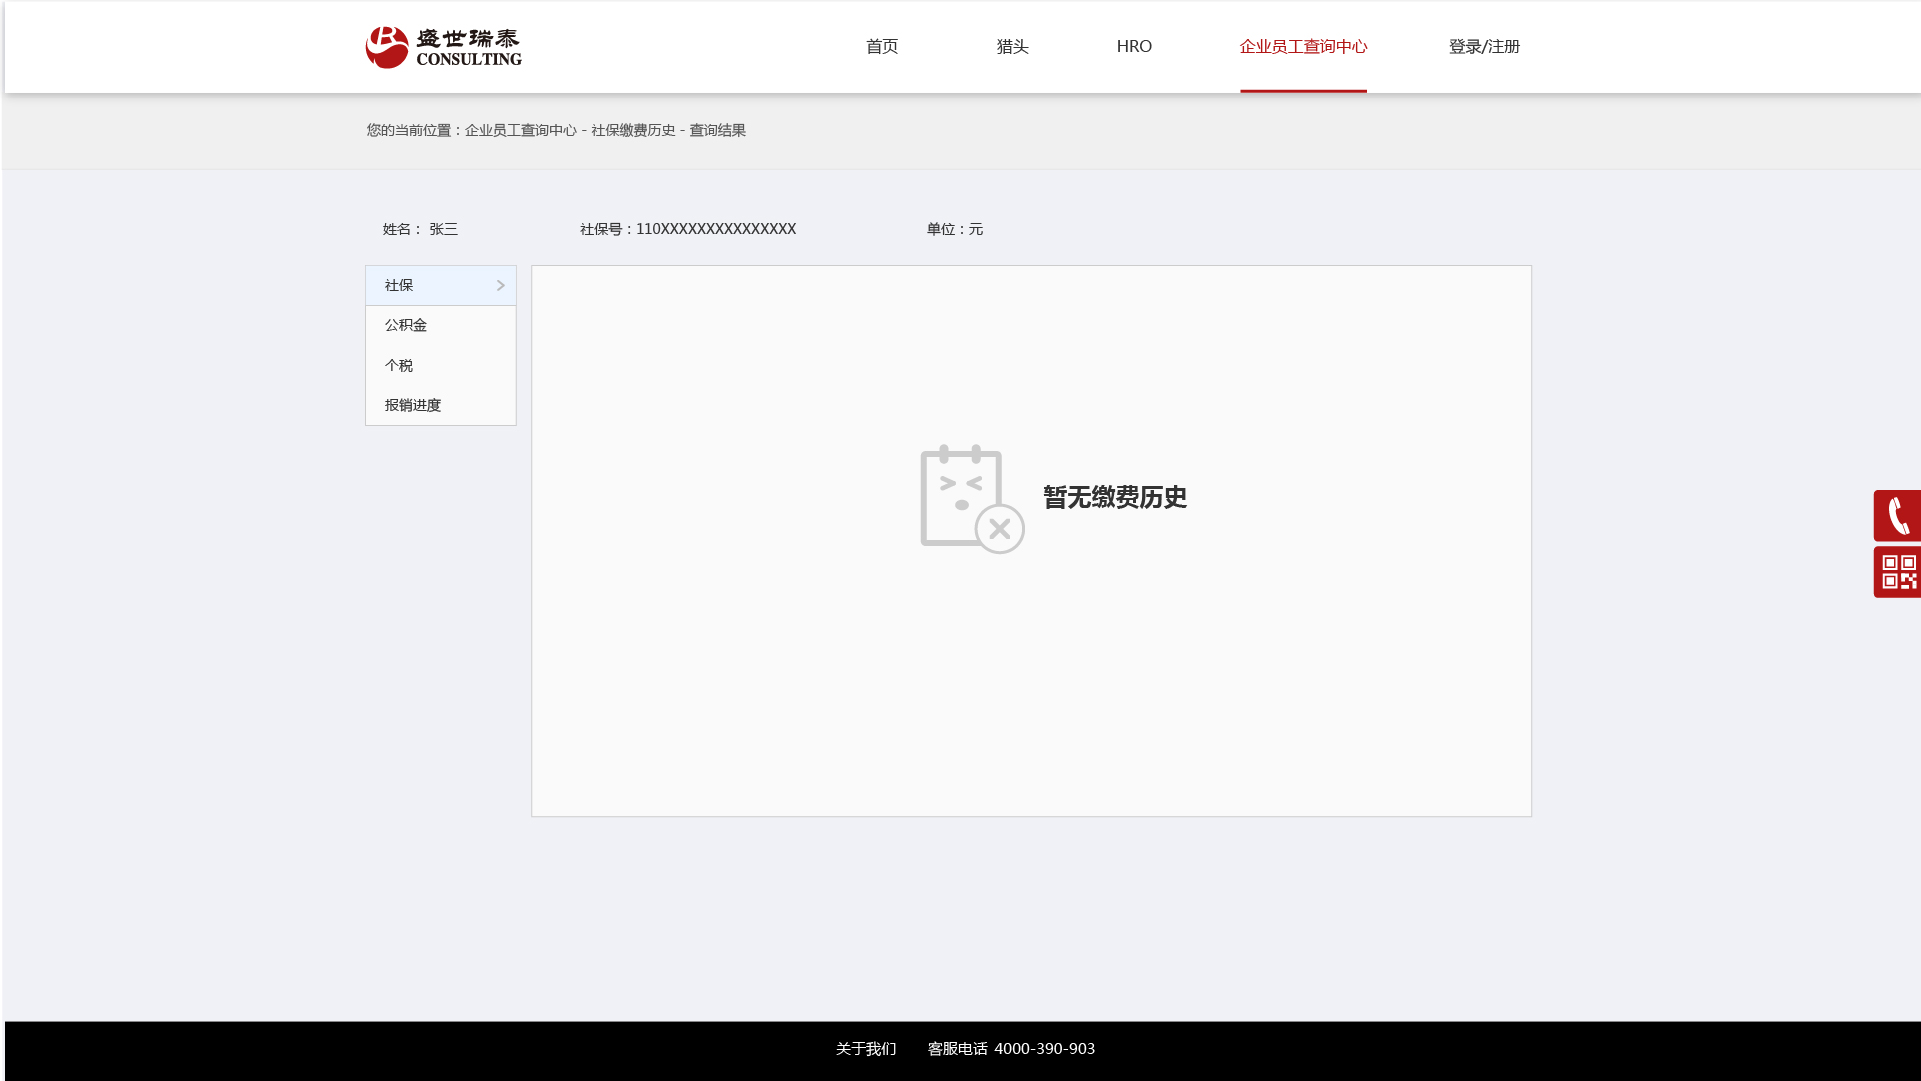 盛世瑞泰
CONSULTING
首页 猎头 HRO 企业员工查询中心 登录/注册
您的当前位置：企业员工查询中心 - 社保缴费历史 - 查询结果
姓名： 张三 社保号：110XXXXXXXXXXXXXXX 单位：元
社保
公积金
个税
报销进度
暂无缴费历史
关于我们 客服电话 4000-390-903